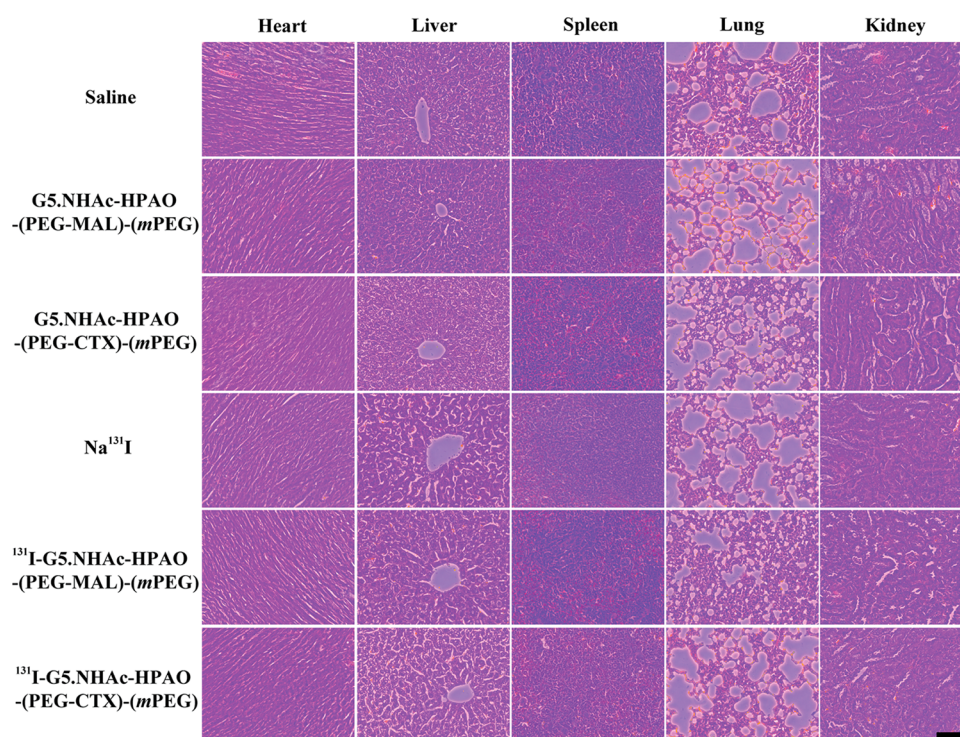 Heart Liver Spleen Lung Kidney
Saline
G5.NHAc-HPAO
-(PEG-MAL)-(mPEG)
G5.NHAc-HPAO
-(PEG-CTX)-(mPEG)
Na¹³¹I
¹³¹I-G5.NHAc-HPAO
-(PEG-MAL)-(mPEG)
¹³¹I-G5.NHAc-HPAO
-(PEG-CTX)-(mPEG)